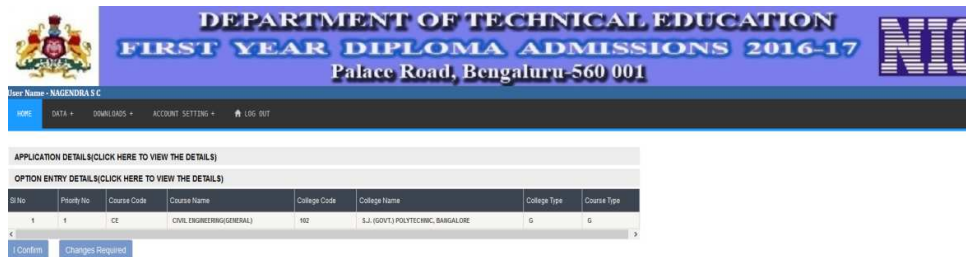 DEPARTMENT OF TECHNICAL EDUCATION
FIRST YEAR DIPLOMA ADMISSIONS 2016-17
Palace Road, Bengaluru-560 001
NIC
User Name - NAGENDRA S C
HOME DATA + DOWNLOADS + ACCOUNT SETTING + LOG OUT
APPLICATION DETAILS(CLICK HERE TO VIEW THE DETAILS)
OPTION ENTRY DETAILS(CLICK HERE TO VIEW THE DETAILS)
Sl No Priority No Course Code Course Name College Code College Name College Type Course Type
1 1 CE CIVIL ENGINEERING(GENERAL) 102 S.J. (GOVT.) POLYTECHNIC, BANGALORE G G
I Confirm Changes Required